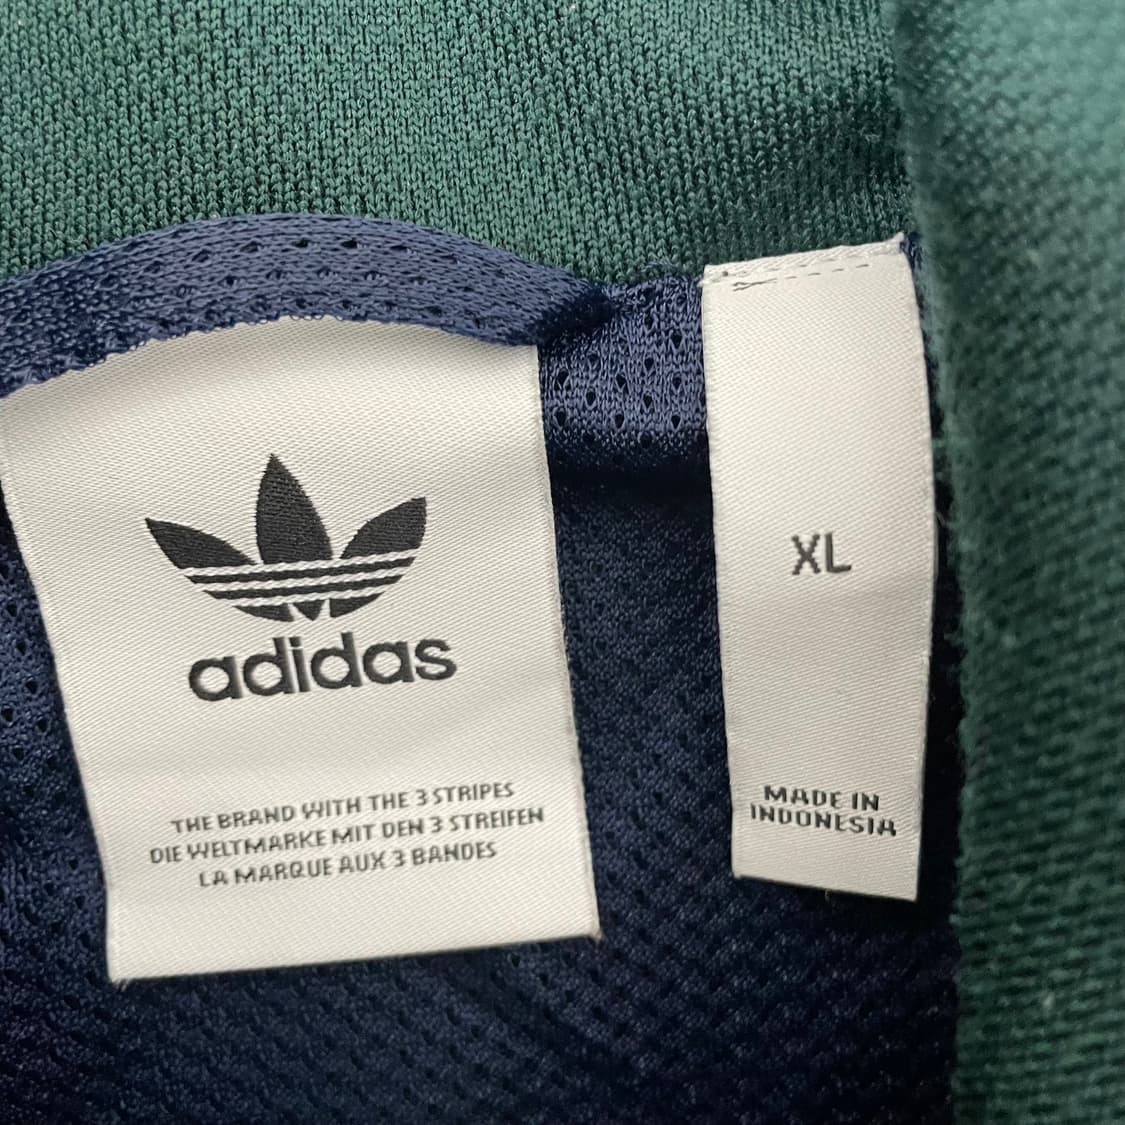 adidas
THE BRAND WITH THE 3 STRIPES
DIE WELTMARKE MIT DEN 3 STREIFEN
LA MARQUE AUX 3 BANDES
XL
MADE IN
INDONESIA